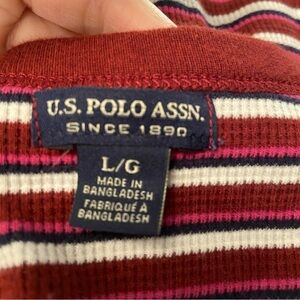 U.S. POLO ASSN.
SINCE 1890
L/G
MADE IN
BANGLADESH
FABRIQUÉ À
BANGLADESH